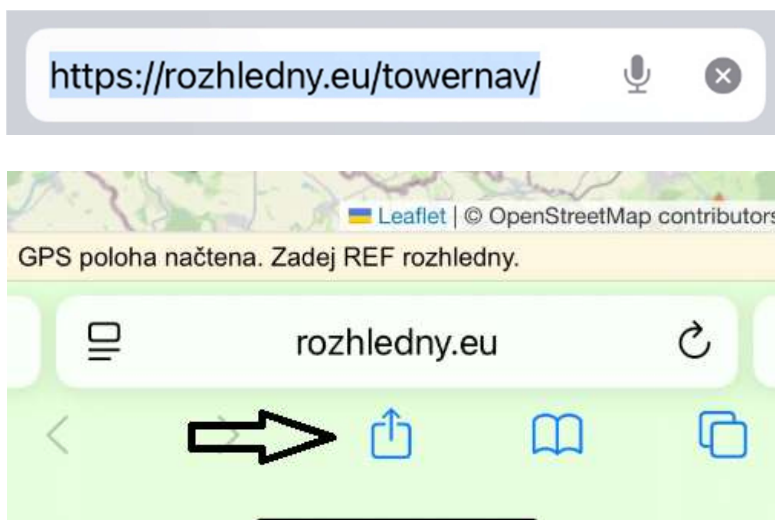 https://rozhledny.eu/towernav/
Leaflet | © OpenStreetMap contributors
GPS poloha načtena. Zadej REF rozhledny.
rozhledny.eu